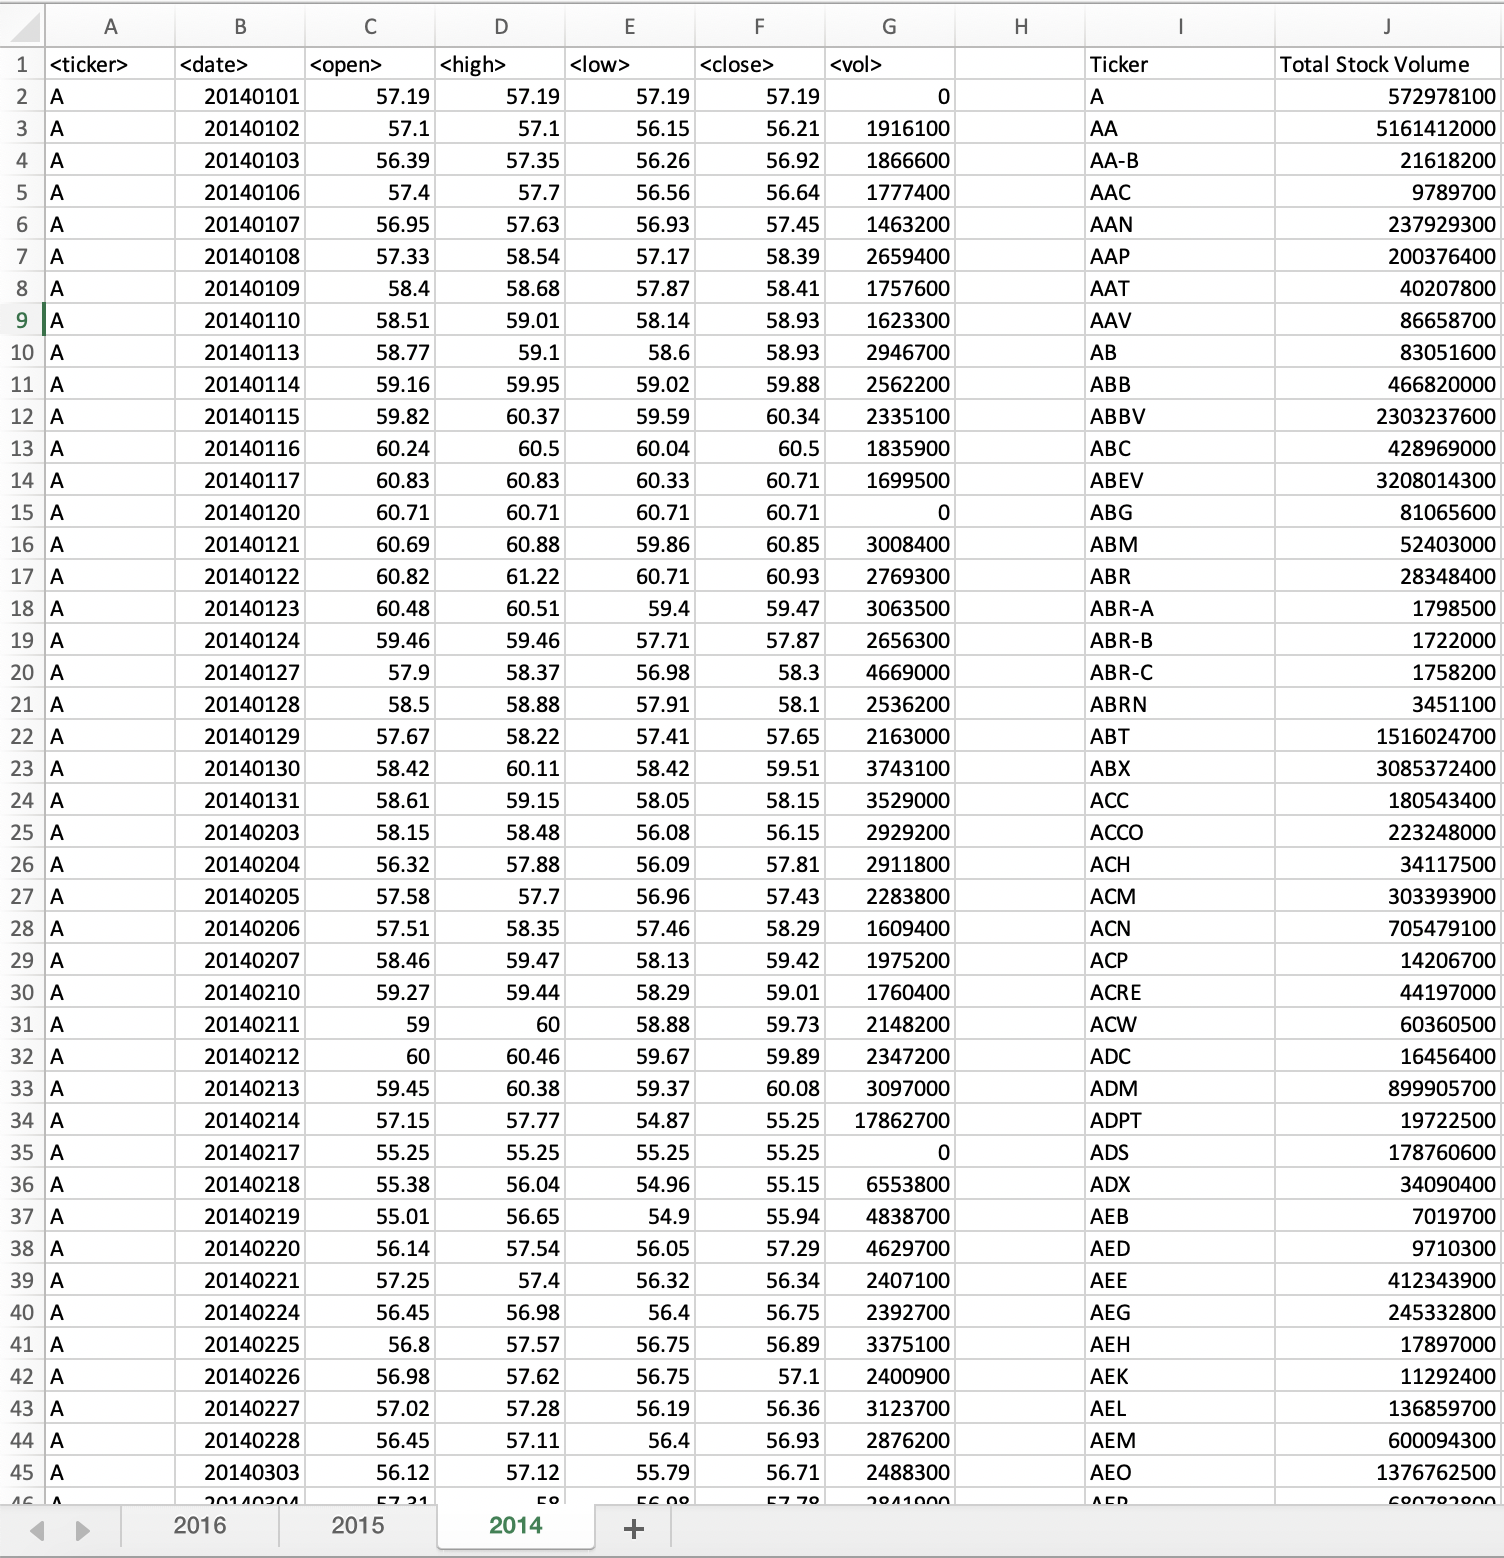 A B C D E F G H I J
1 <ticker> <date> <open> <high> <low> <close> <vol> Ticker Total Stock Volume
2 A 20140101 57.19 57.19 57.19 57.19 0 A 572978100
3 A 20140102 57.1 57.1 56.15 56.21 1916100 AA 5161412000
4 A 20140103 56.39 57.35 56.26 56.92 1866600 AA-B 21618200
5 A 20140106 57.4 57.7 56.56 56.64 1777400 AAC 9789700
6 A 20140107 56.95 57.63 56.93 57.45 1463200 AAN 237929300
7 A 20140108 57.33 58.54 57.17 58.39 2659400 AAP 200376400
8 A 20140109 58.4 58.68 57.87 58.41 1757600 AAT 40207800
9 A 20140110 58.51 59.01 58.14 58.93 1623300 AAV 86658700
10 A 20140113 58.77 59.1 58.6 58.93 2946700 AB 83051600
11 A 20140114 59.16 59.95 59.02 59.88 2562200 ABB 466820000
12 A 20140115 59.82 60.37 59.59 60.34 2335100 ABBV 2303237600
13 A 20140116 60.24 60.5 60.04 60.5 1835900 ABC 428969000
14 A 20140117 60.83 60.83 60.33 60.71 1699500 ABEV 3208014300
15 A 20140120 60.71 60.71 60.71 60.71 0 ABG 81065600
16 A 20140121 60.69 60.88 59.86 60.85 3008400 ABM 52403000
17 A 20140122 60.82 61.22 60.71 60.93 2769300 ABR 28348400
18 A 20140123 60.48 60.51 59.4 59.47 3063500 ABR-A 1798500
19 A 20140124 59.46 59.46 57.71 57.87 2656300 ABR-B 1722000
20 A 20140127 57.9 58.37 56.98 58.3 4669000 ABR-C 1758200
21 A 20140128 58.5 58.88 57.91 58.1 2536200 ABRN 3451100
22 A 20140129 57.67 58.22 57.41 57.65 2163000 ABT 1516024700
23 A 20140130 58.42 60.11 58.42 59.51 3743100 ABX 3085372400
24 A 20140131 58.61 59.15 58.05 58.15 3529000 ACC 180543400
25 A 20140203 58.15 58.48 56.08 56.15 2929200 ACCO 223248000
26 A 20140204 56.32 57.88 56.09 57.81 2911800 ACH 34117500
27 A 20140205 57.58 57.7 56.96 57.43 2283800 ACM 303393900
28 A 20140206 57.51 58.35 57.46 58.29 1609400 ACN 705479100
29 A 20140207 58.46 59.47 58.13 59.42 1975200 ACP 14206700
30 A 20140210 59.27 59.44 58.29 59.01 1760400 ACRE 44197000
31 A 20140211 59 60 58.88 59.73 2148200 ACW 60360500
32 A 20140212 60 60.46 59.67 59.89 2347200 ADC 16456400
33 A 20140213 59.45 60.38 59.37 60.08 3097000 ADM 899905700
34 A 20140214 57.15 57.77 54.87 55.25 17862700 ADPT 19722500
35 A 20140217 55.25 55.25 55.25 55.25 0 ADS 178760600
36 A 20140218 55.38 56.04 54.96 55.15 6553800 ADX 34090400
37 A 20140219 55.01 56.65 54.9 55.94 4838700 AEB 7019700
38 A 20140220 56.14 57.54 56.05 57.29 4629700 AED 9710300
39 A 20140221 57.25 57.4 56.32 56.34 2407100 AEE 412343900
40 A 20140224 56.45 56.98 56.4 56.75 2392700 AEG 245332800
41 A 20140225 56.8 57.57 56.75 56.89 3375100 AEH 17897000
42 A 20140226 56.98 57.62 56.75 57.1 2400900 AEK 11292400
43 A 20140227 57.02 57.28 56.19 56.36 3123700 AEL 136859700
44 A 20140228 56.45 57.11 56.4 56.93 2876200 AEM 600094300
45 A 20140303 56.12 57.12 55.79 56.71 2488300 AEO 1376762500
46 A 20140304 57.31 58
2016 2015 2014 +